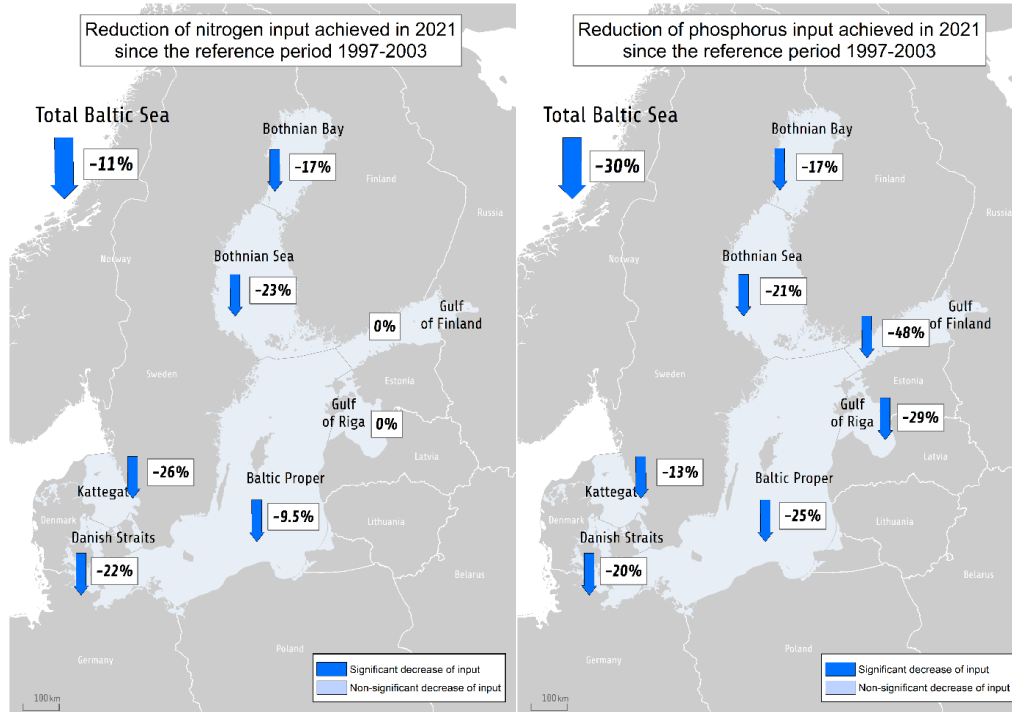 Reduction of nitrogen input achieved in 2021
since the reference period 1997-2003
Total Baltic Sea
-11%
Bothnian Bay
-17%
Finland
Russia
Norway
Bothnian Sea
-23%
Gulf
of Finland
0%
Sweden
Estonia
Gulf
of Riga
0%
Latvia
-26%
Kattegat
Baltic Proper
-9.5%
Denmark
Lithuania
Danish Straits
-22%
Belarus
Poland
Germany
Significant decrease of input
Non-significant decrease of input
100km
Reduction of phosphorus input achieved in 2021
since the reference period 1997-2003
Total Baltic Sea
-30%
Bothnian Bay
-17%
Finland
Russia
Norway
Bothnian Sea
-21%
Gulf
of Finland
-48%
Sweden
Estonia
Gulf
of Riga
-29%
Latvia
-13%
Kattegat
Baltic Proper
-25%
Denmark
Lithuania
Danish Straits
-20%
Belarus
Poland
Germany
Significant decrease of input
Non-significant decrease of input
100km